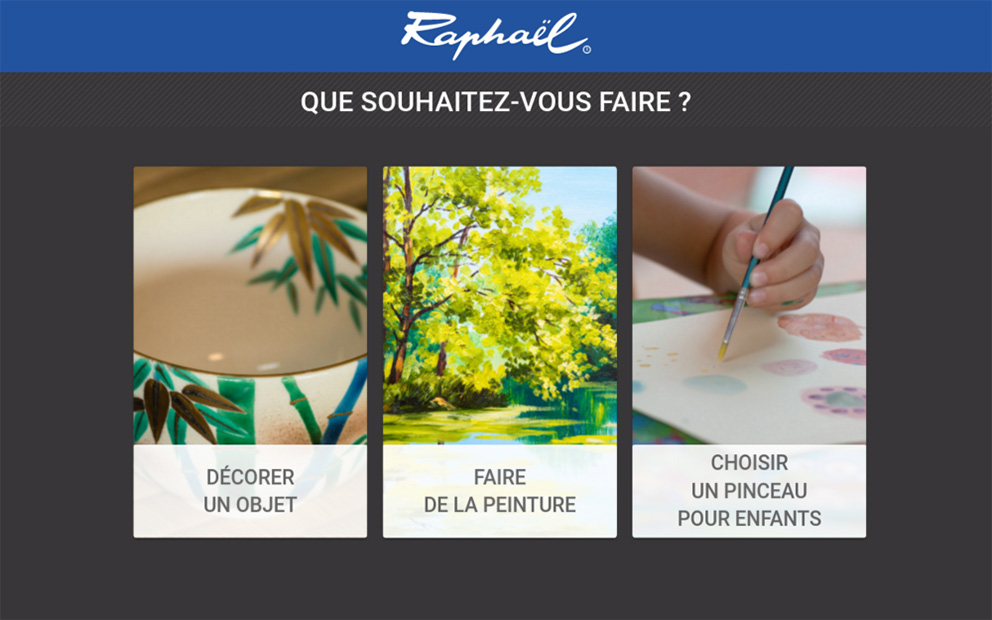 Raphaël
QUE SOUHAITEZ-VOUS FAIRE ?
DÉCORER
UN OBJET
FAIRE
DE LA PEINTURE
CHOISIR
UN PINCEAU
POUR ENFANTS